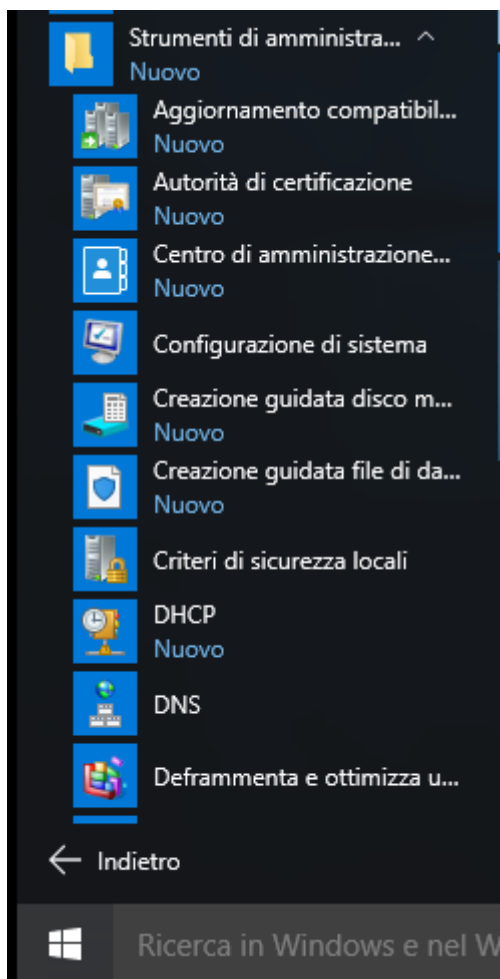 Strumenti di amministra...
Nuovo
Aggiornamento compatibil...
Nuovo
Autorità di certificazione
Nuovo
Centro di amministrazione...
Nuovo
Configurazione di sistema
Creazione guidata disco m...
Nuovo
Creazione guidata file di da...
Nuovo
Criteri di sicurezza locali
DHCP
Nuovo
DNS
Deframmenta e ottimizza u...
Indietro
Ricerca in Windows e nel W